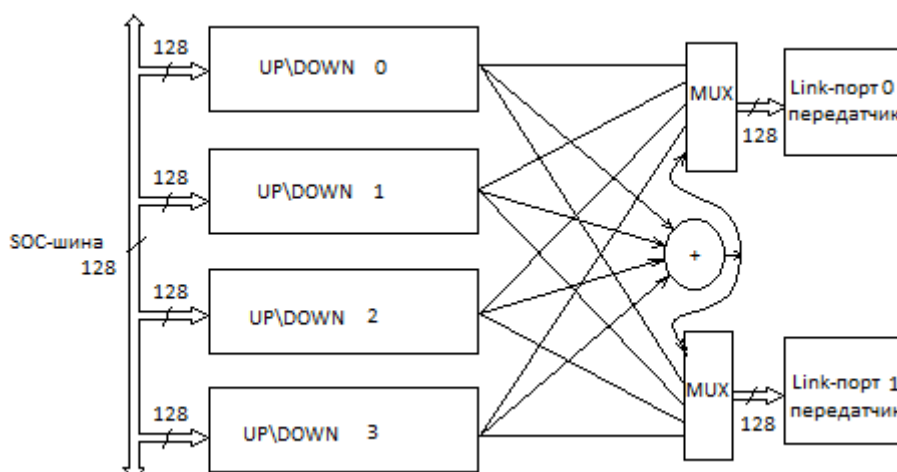 128
UP\DOWN 0
MUX
Link-порт 0
передатчик
128
128
UP\DOWN 1
SOC-шина
128
+
128
UP\DOWN 2
128
UP\DOWN 3
MUX
Link-порт 1
передатчик
128